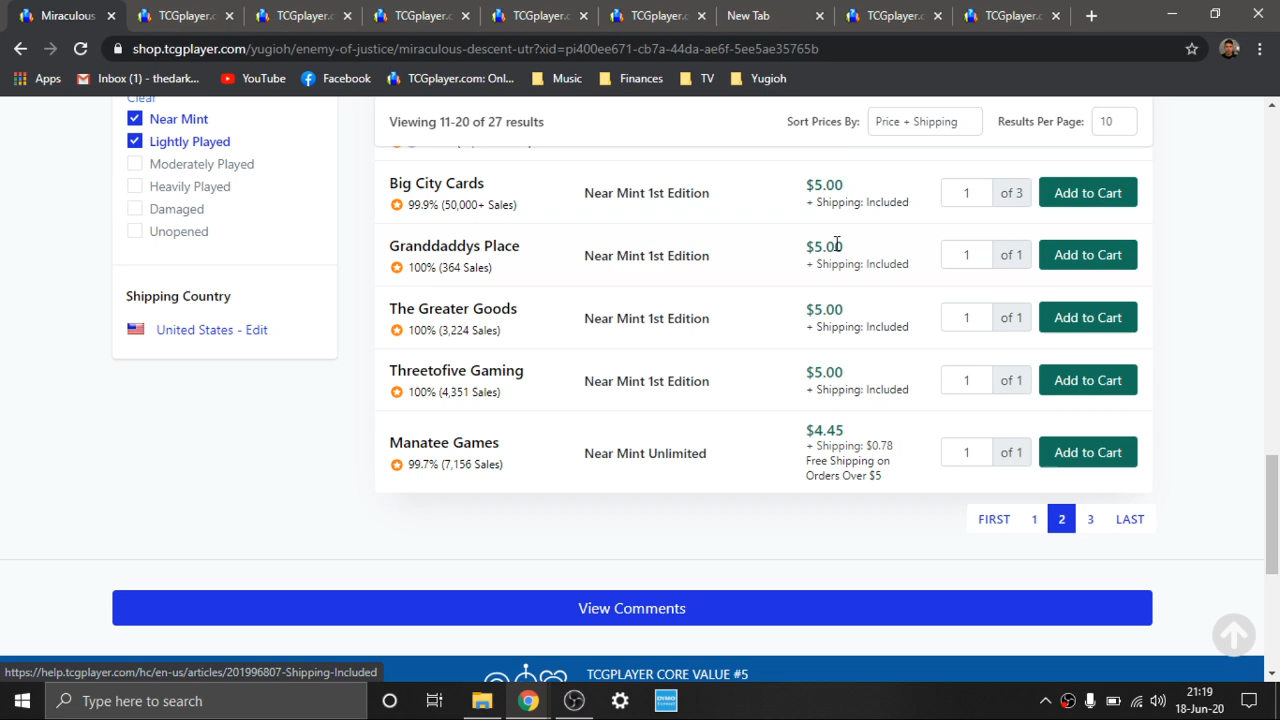 Miraculous
TCGplayer.c
TCGplayer.c
TCGplayer.c
TCGplayer.c
TCGplayer.c
New Tab
TCGplayer.c
TCGplayer.c
shop.tcgplayer.com/yugioh/enemy-of-justice/miraculous-descent-utr?xid=pi400ee671-cb7a-44da-ae6f-5ee5ae35765b
Apps
Inbox (1) - thedark...
YouTube
Facebook
TCGplayer.com: Onl...
Music
Finances
TV
Yugioh
Clear
Near Mint
Lightly Played
Moderately Played
Heavily Played
Damaged
Unopened
Shipping Country
United States - Edit
Viewing 11-20 of 27 results
Sort Prices By: Price + Shipping
Results Per Page: 10
Big City Cards
99.9% (50,000+ Sales)
Near Mint 1st Edition
$5.00
+ Shipping: Included
1 of 3
Add to Cart
Granddaddys Place
100% (364 Sales)
Near Mint 1st Edition
$5.00
+ Shipping: Included
1 of 1
Add to Cart
The Greater Goods
100% (3,224 Sales)
Near Mint 1st Edition
$5.00
+ Shipping: Included
1 of 1
Add to Cart
Threetofive Gaming
100% (4,351 Sales)
Near Mint 1st Edition
$5.00
+ Shipping: Included
1 of 1
Add to Cart
Manatee Games
99.7% (7,156 Sales)
Near Mint Unlimited
$4.45
+ Shipping: $0.78
Free Shipping on
Orders Over $5
1 of 1
Add to Cart
FIRST 1 2 3 LAST
View Comments
TCGPLAYER CORE VALUE #5
https://help.tcgplayer.com/hc/en-us/articles/201996807-Shipping-Included
Type here to search
DYMO
21:19
18-Jun-20